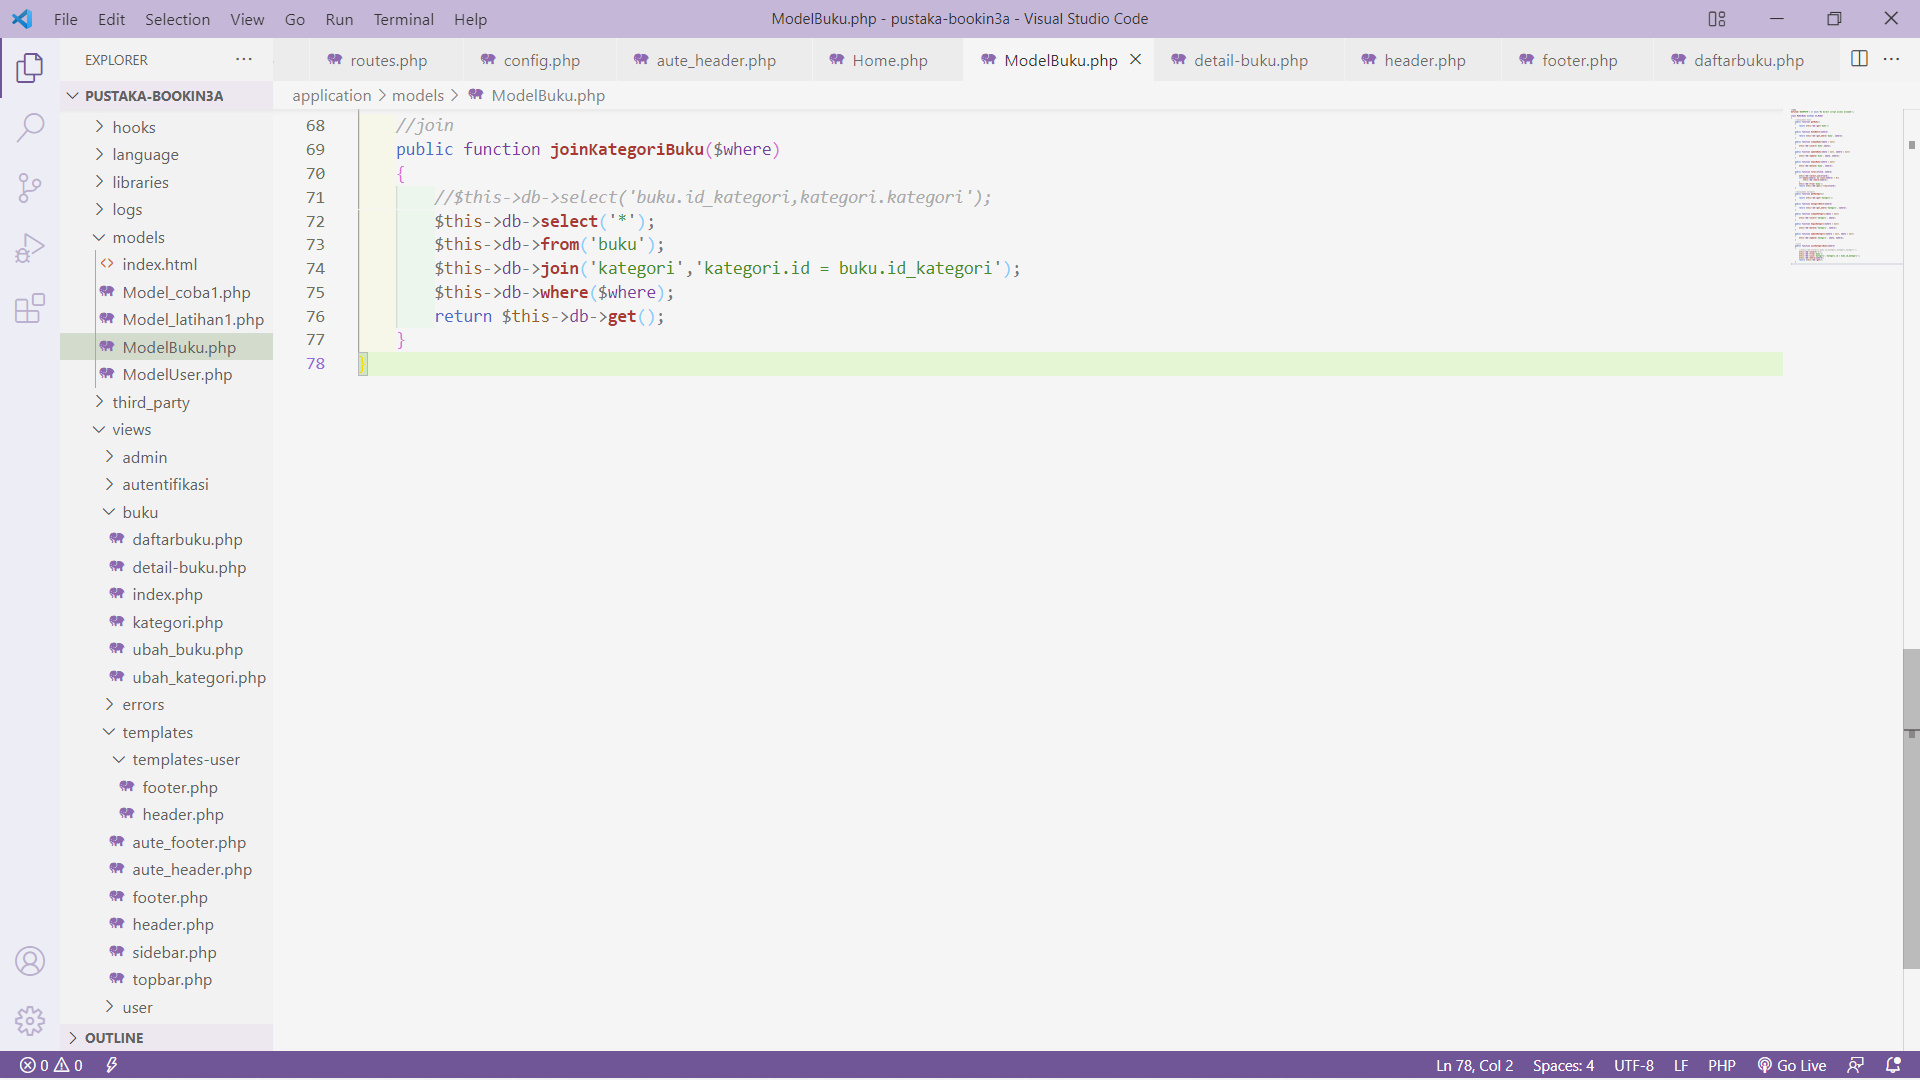 File Edit Selection View Go Run Terminal Help
ModelBuku.php - pustaka-bookin3a - Visual Studio Code
EXPLORER
routes.php config.php aute_header.php Home.php ModelBuku.php detail-buku.php header.php footer.php daftarbuku.php
PUSTAKA-BOOKIN3A
application > models > ModelBuku.php
hooks
language
libraries
logs
models
index.html
Model_coba1.php
Model_latihan1.php
ModelBuku.php
ModelUser.php
third_party
views
admin
autentifikasi
buku
daftarbuku.php
detail-buku.php
index.php
kategori.php
ubah_buku.php
ubah_kategori.php
errors
templates
templates-user
footer.php
header.php
aute_footer.php
aute_header.php
footer.php
header.php
sidebar.php
topbar.php
user
OUTLINE
68 //join
69 public function joinKategoriBuku($where)
70 {
71 //$this->db->select('buku.id_kategori,kategori.kategori');
72 $this->db->select('*');
73 $this->db->from('buku');
74 $this->db->join('kategori','kategori.id = buku.id_kategori');
75 $this->db->where($where);
76 return $this->db->get();
77 }
78 }
0 0
Ln 78, Col 2 Spaces: 4 UTF-8 LF PHP Go Live